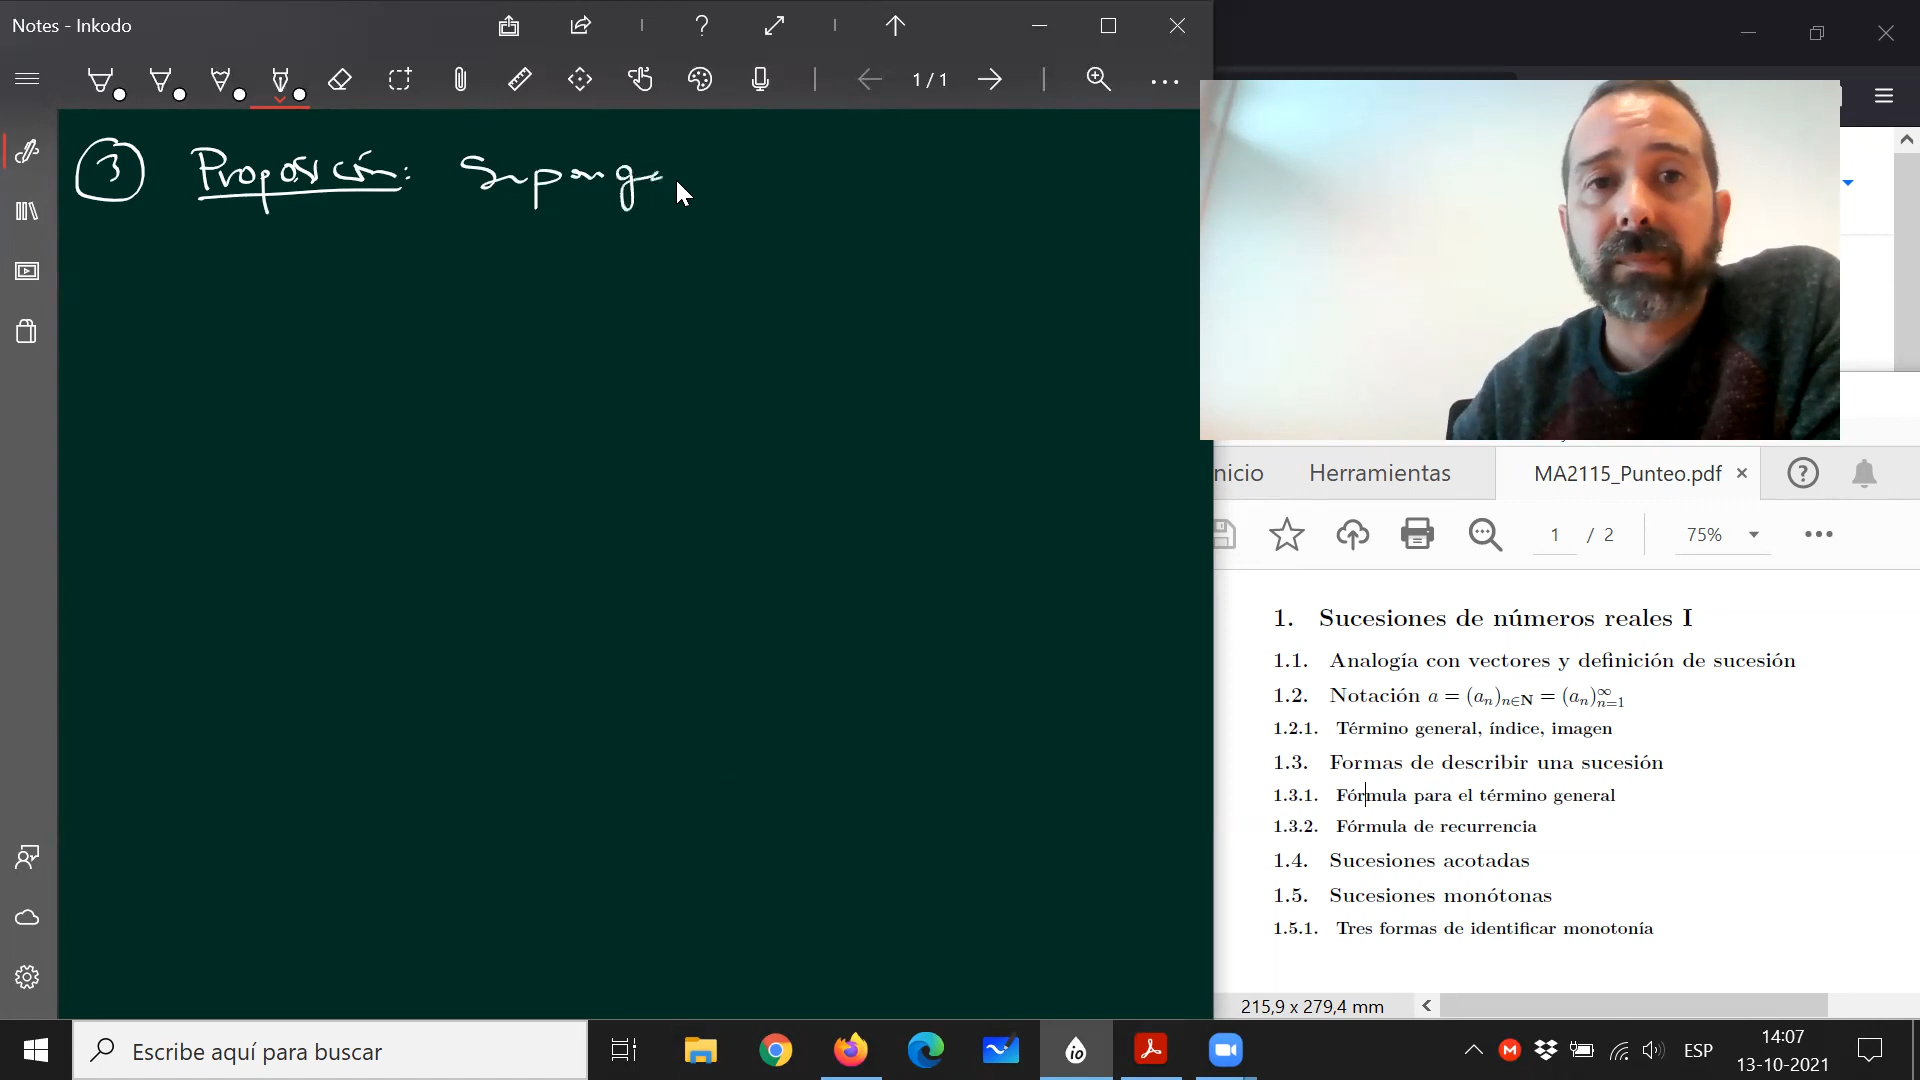 Notes - Inkodo
1 / 1
3 Proposición: Suponga
nicio Herramientas MA2115_Punteo.pdf
1 / 2 75%
1. Sucesiones de números reales I
1.1. Analogía con vectores y definición de sucesión
1.2. Notación a = (aₙ)ₙ∈N = (aₙ)∞ₙ₌₁
1.2.1. Término general, índice, imagen
1.3. Formas de describir una sucesión
1.3.1. Fórmula para el término general
1.3.2. Fórmula de recurrencia
1.4. Sucesiones acotadas
1.5. Sucesiones monótonas
1.5.1. Tres formas de identificar monotonía
215,9 x 279,4 mm
Escribe aquí para buscar
io
M
ESP
14:07
13-10-2021